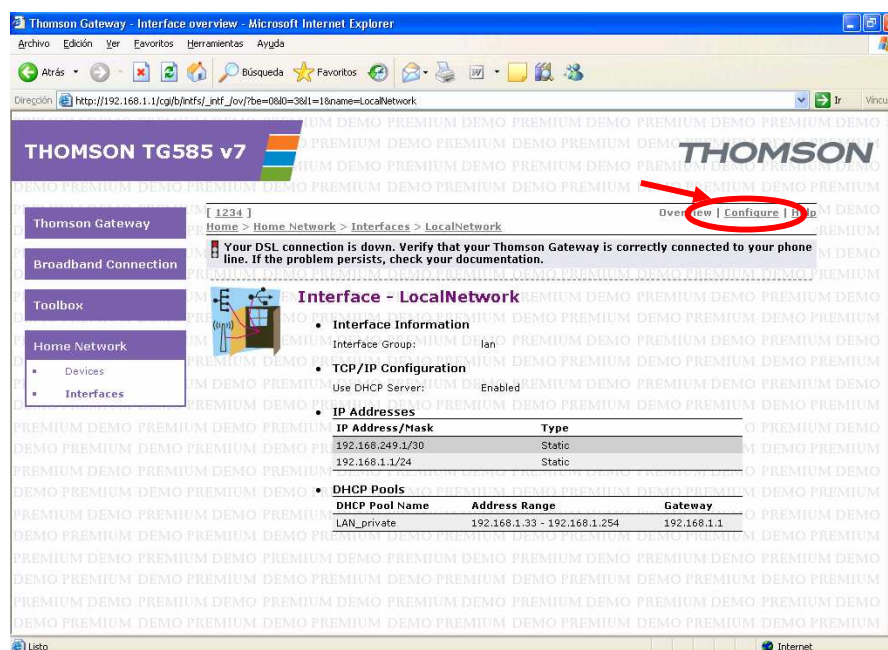 Thomson Gateway - Interface overview - Microsoft Internet Explorer
Archivo Edición Ver Favoritos Herramientas Ayuda
Atrás Búsqueda Favoritos
Dirección http://192.168.1.1/cgi/b/intfs/_intf_/ov/?be=0&l0=3&l1=1&name=LocalNetwork Ir Víncu
THOMSON TG585 v7
THOMSON
[ 1234 ]
Overview | Configure | Help
Home > Home Network > Interfaces > LocalNetwork
Thomson Gateway
Broadband Connection
Toolbox
Home Network
Devices
Interfaces
Your DSL connection is down. Verify that your Thomson Gateway is correctly connected to your phone
line. If the problem persists, check your documentation.
Interface - LocalNetwork
Interface Information
Interface Group: lan
TCP/IP Configuration
Use DHCP Server: Enabled
IP Addresses
IP Address/Mask Type
192.168.249.1/30 Static
192.168.1.1/24 Static
DHCP Pools
DHCP Pool Name Address Range Gateway
LAN_private 192.168.1.33 - 192.168.1.254 192.168.1.1
Listo Internet